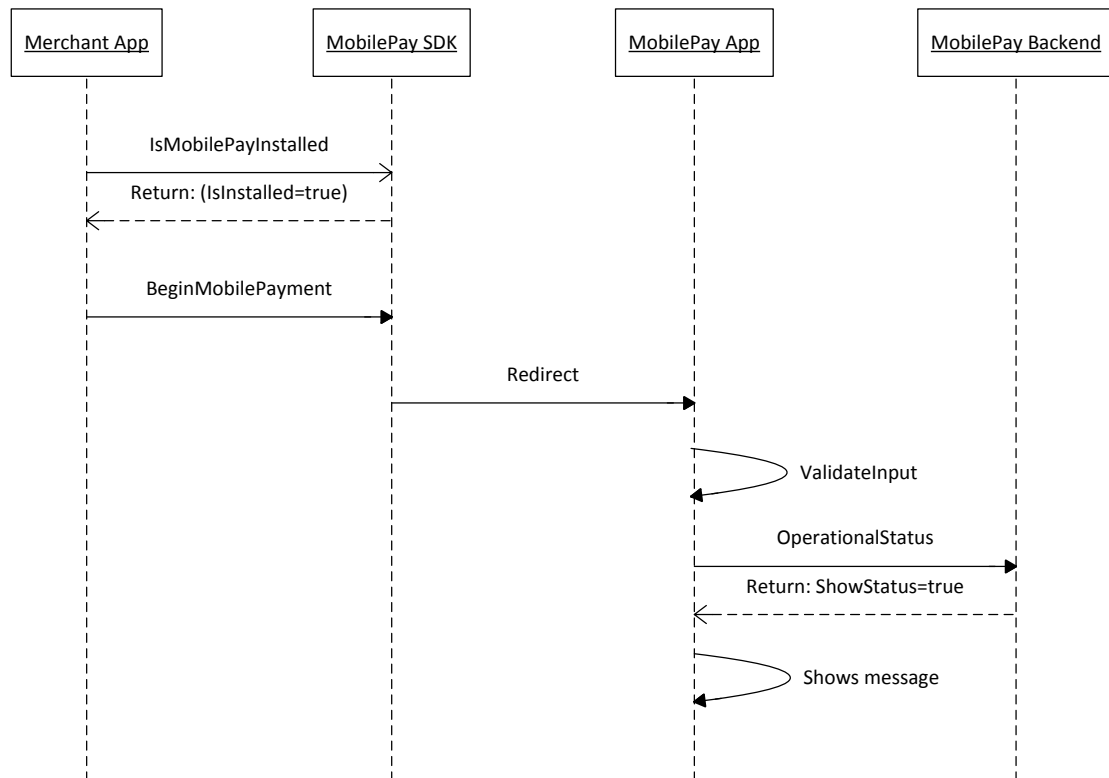 Merchant App
MobilePay SDK
MobilePay App
MobilePay Backend
IsMobilePayInstalled
Return: (IsInstalled=true)
BeginMobilePayment
Redirect
ValidateInput
OperationalStatus
Return: ShowStatus=true
Shows message